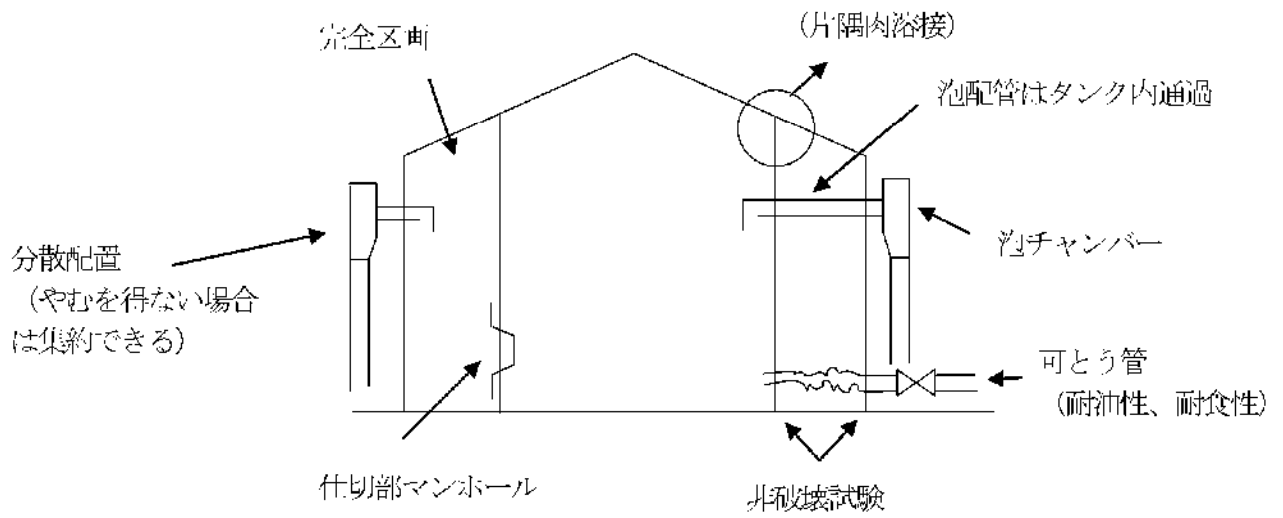 完全区画
（片隅肉溶接）
泡配管はタンク内通過
分散配置
（やむを得ない場合
は集約できる）
泡チャンバー
可とう管
（耐油性、耐食性）
仕切部マンホール
非破壊試験